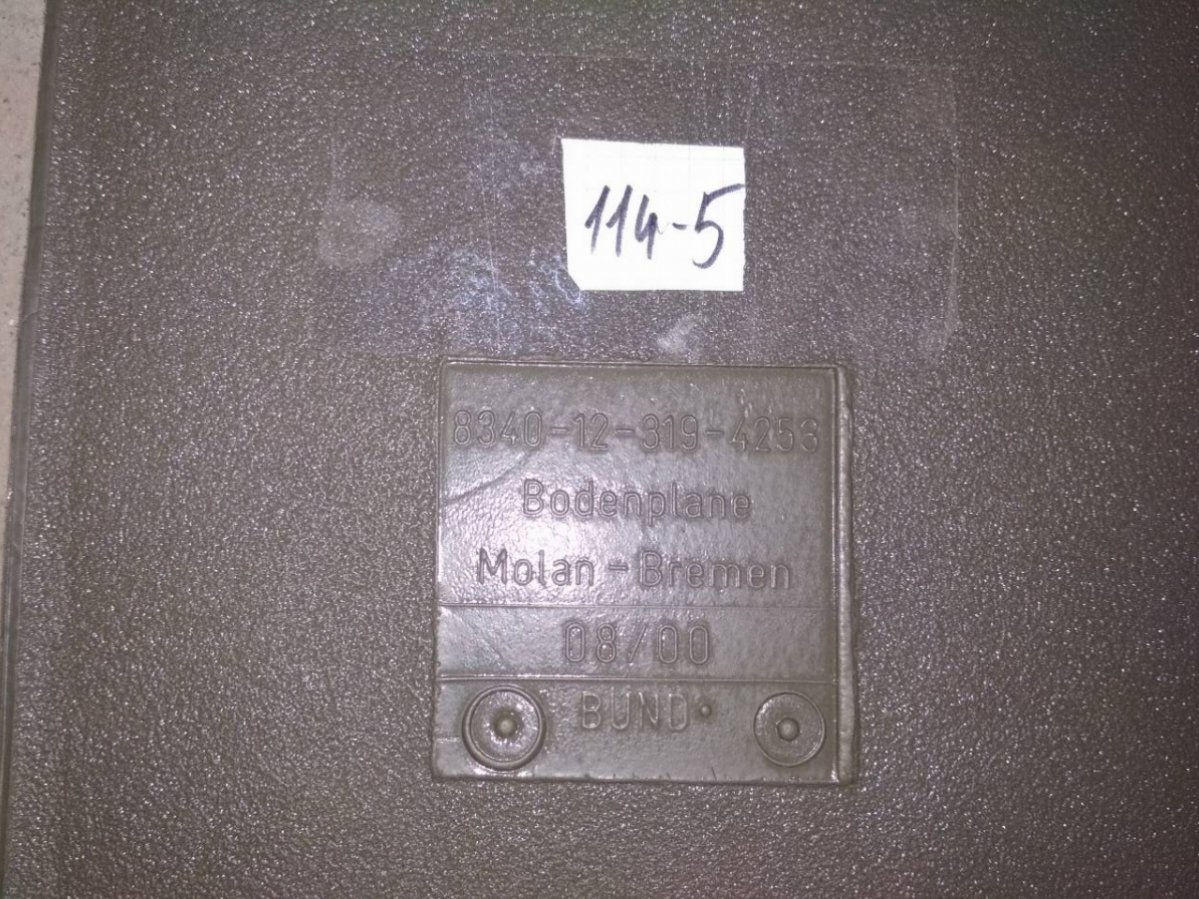 114-5
8340-12-319-4253
Bodenplane
Molan-Bremen
08/00
BUND